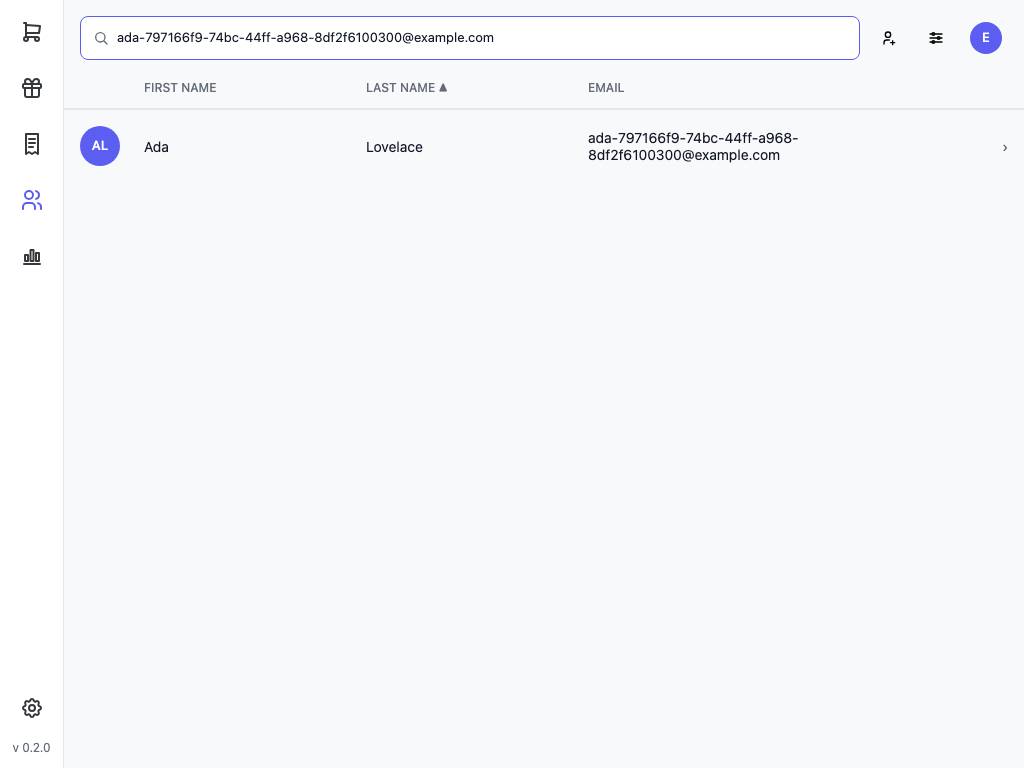 ada-797166f9-74bc-44ff-a968-8df2f6100300@example.com
E
FIRST NAME
LAST NAME
EMAIL
AL
Ada
Lovelace
ada-797166f9-74bc-44ff-a968-
8df2f6100300@example.com
v 0.2.0